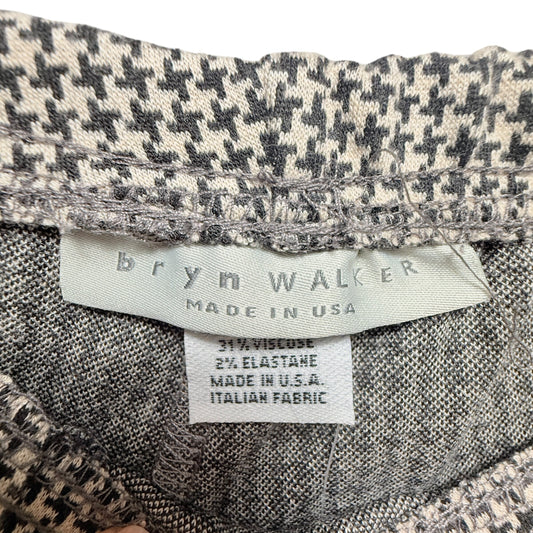 bryn WALKER
MADE IN USA
31% VISCOSE
2% ELASTANE
MADE IN U.S.A.
ITALIAN FABRIC